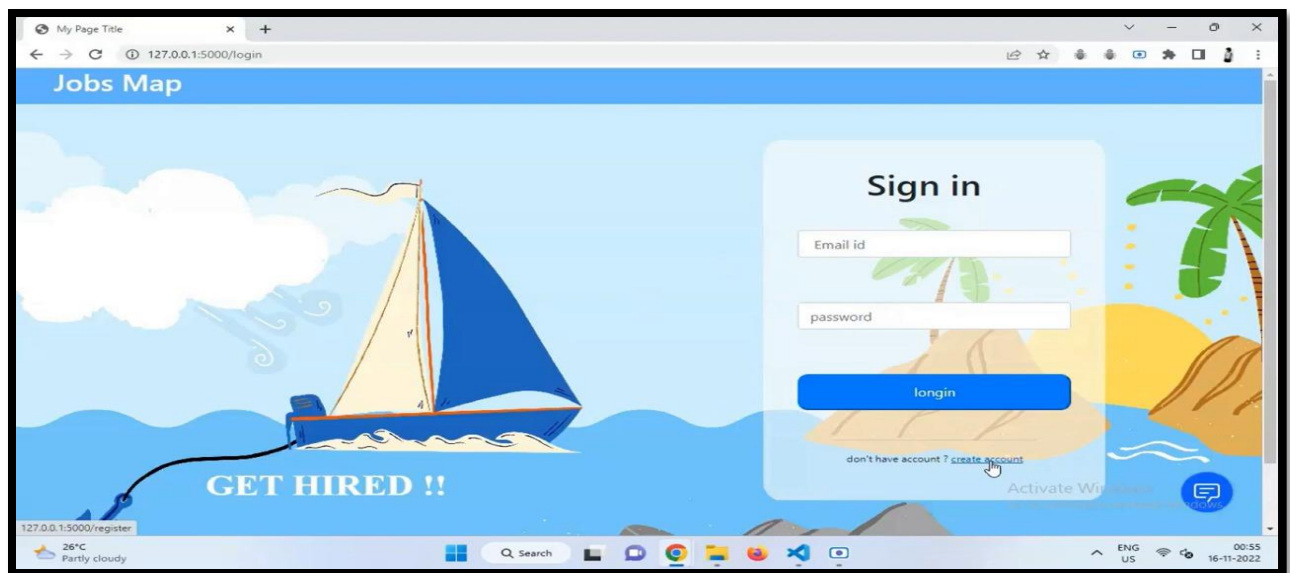 My Page Title
127.0.0.1:5000/login
Jobs Map
Sign in
Email id
password
longin
don't have account ? create account
GET HIRED !!
Activate Windows
127.0.0.1:5000/register
26°C
Partly cloudy
Search
ENG
US
00:55
16-11-2022